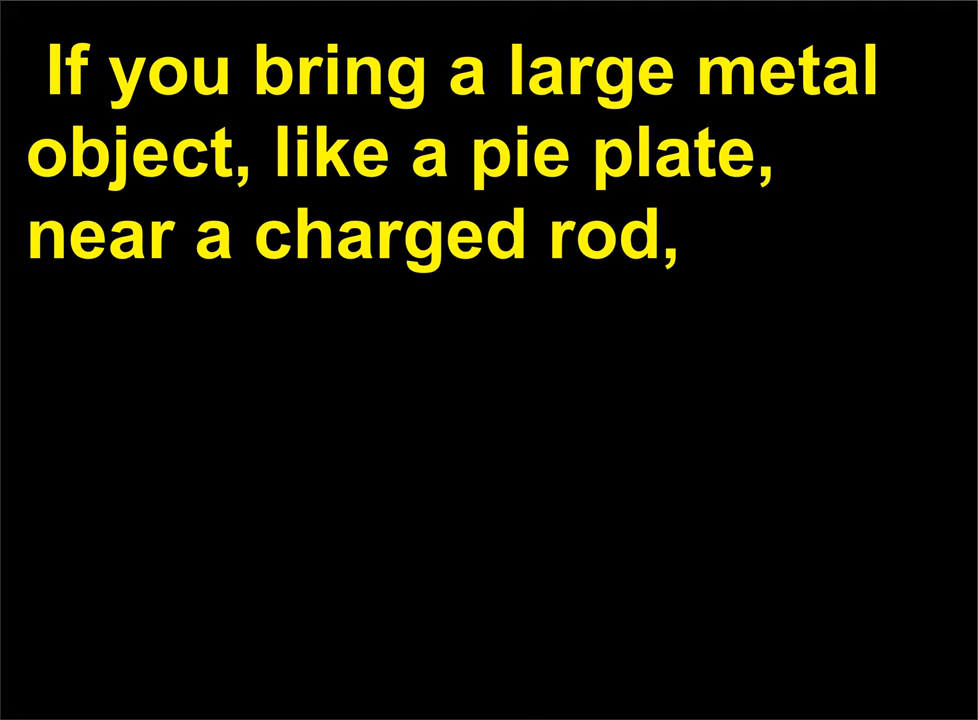 If you bring a large metal
object, like a pie plate,
near a charged rod,